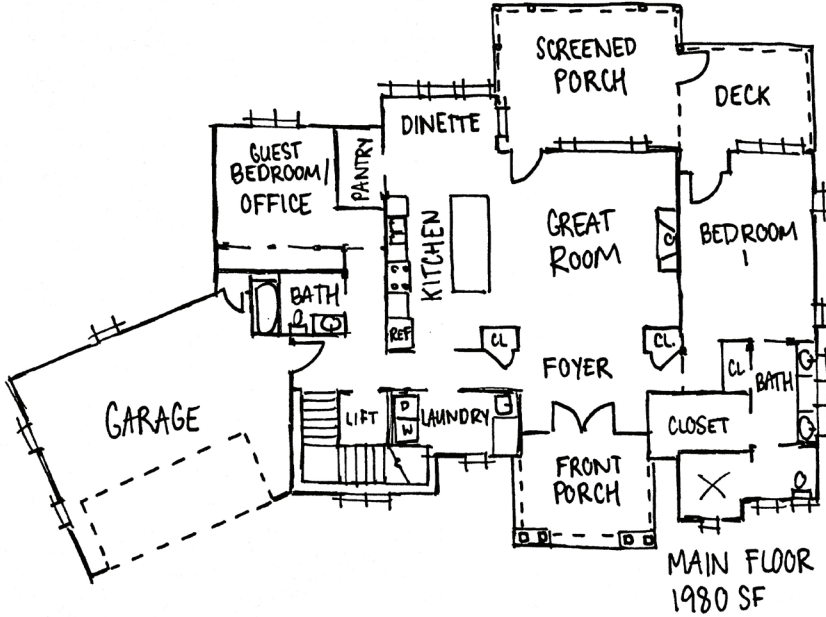 SCREENED
PORCH
DECK
DINETTE
GUEST
BEDROOM/
OFFICE
PANTRY
KITCHEN
GREAT
ROOM
BEDROOM
1
BATH
REF
CL
CL
FOYER
CL
BATH
GARAGE
LIFT
D
W
LAUNDRY
CLOSET
FRONT
PORCH
MAIN FLOOR
1980 SF